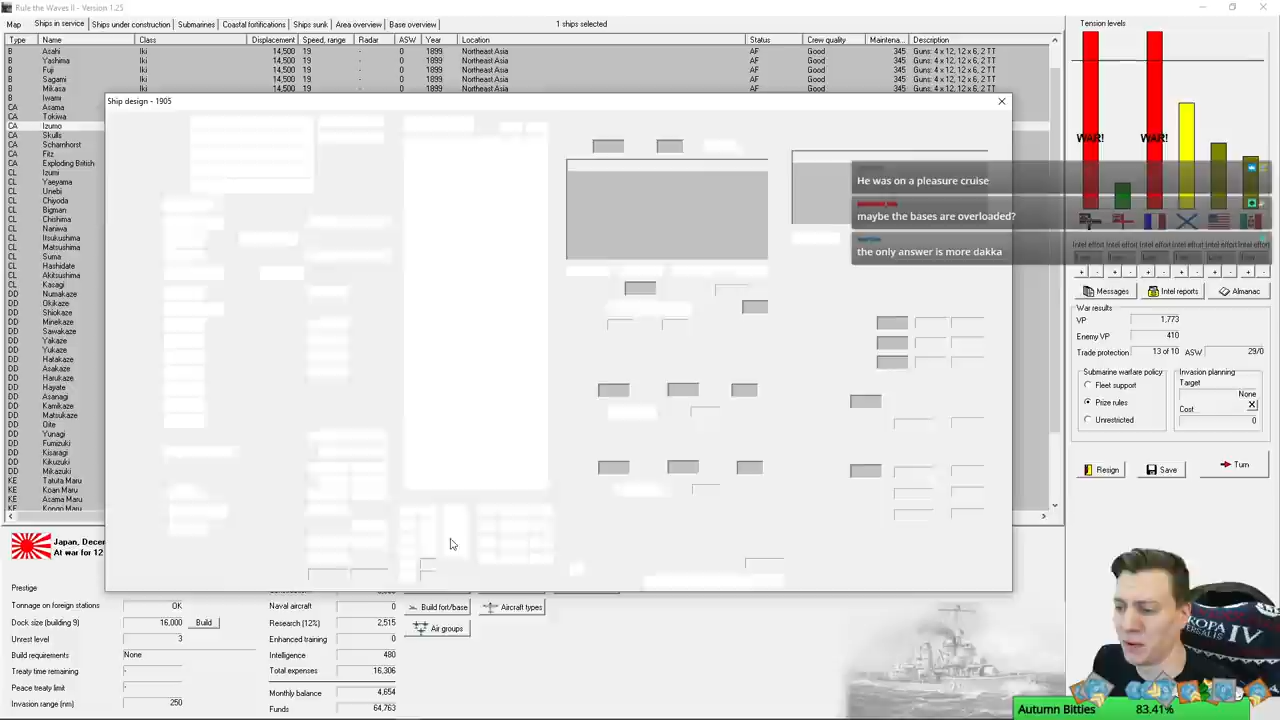 Rule the Waves II - Version 1.25
Map Ships in service Ships under construction Submarines Coastal fortifications Ships sunk Area overview Base overview 1 ships selected
Type Name Class Displacement Speed, range Radar ASW Year Location Status Crew quality Maintena... Description
B Asahi Iki 14,500 19 - 0 1899 Northeast Asia AF Good 345 Guns: 4 x 12, 12 x 6, 2 TT
B Yashima Iki 14,500 19 - 0 1899 Northeast Asia AF Good 345 Guns: 4 x 12, 12 x 6, 2 TT
B Fuji Iki 14,500 19 - 0 1899 Northeast Asia AF Good 345 Guns: 4 x 12, 12 x 6, 2 TT
B Sagami Iki 14,500 19 - 0 1899 Northeast Asia AF Good 345 Guns: 4 x 12, 12 x 6, 2 TT
B Mikasa Iki 14,500 19 - 0 1899 Northeast Asia AF Good 345 Guns: 4 x 12, 12 x 6, 2 TT
B Iwami
CA Asama
CA Tokiwa
CA Izumo
CA Skulls
CA Scharnhorst
CA Fitz
CA Exploding British
CL Izumi
CL Yaeyama
CL Unebi
CL Chiyoda
CL Bigman
CL Chishima
CL Naniwa
CL Itsukushima
CL Matsushima
CL Suma
CL Hashidate
CL Akitsushima
CL Kasagi
DD Numakaze
DD Okikaze
DD Shiokaze
DD Minekaze
DD Sawakaze
DD Yakaze
DD Yukaze
DD Hatakaze
DD Asakaze
DD Harukaze
DD Hayate
DD Asanagi
DD Kamikaze
DD Matsukaze
DD Oite
DD Yunagi
DD Fumizuki
DD Kisaragi
DD Kikuzuki
DD Mikazuki
KE Tatuta Maru
KE Koan Maru
KE Asama Maru
KE Kongo Maru
Ship design - 1905
Tension levels
WAR! WAR!
He was on a pleasure cruise
maybe the bases are overloaded?
the only answer is more dakka
Intel effort Intel effort Intel effort Intel effort Intel effort Intel effort
+ - + - + - + - + - + -
Messages Intel reports Almanac
War results
VP 1,773
Enemy VP 410
Trade protection 13 of 10 ASW 29/0
Submarine warfare policy
Fleet support
Prize rules
Unrestricted
Invasion planning
Target
None
Cost
0
Resign Save Turn
Japan, Decem
At war for 12
Prestige
Tonnage on foreign stations OK
Dock size (building 9) 16,000 Build
Unrest level 3
Build requirements None
Treaty time remaining -
Peace treaty limit -
Invasion range (nm) 250
Naval aircraft 0
Research (12%) 2,515
Enhanced training 0
Intelligence 480
Total expenses 16,306
Monthly balance 4,654
Funds 64,763
Build fort/base Aircraft types
Air groups
ROPA IV
ERSALIS
Autumn Bitties 83.41%